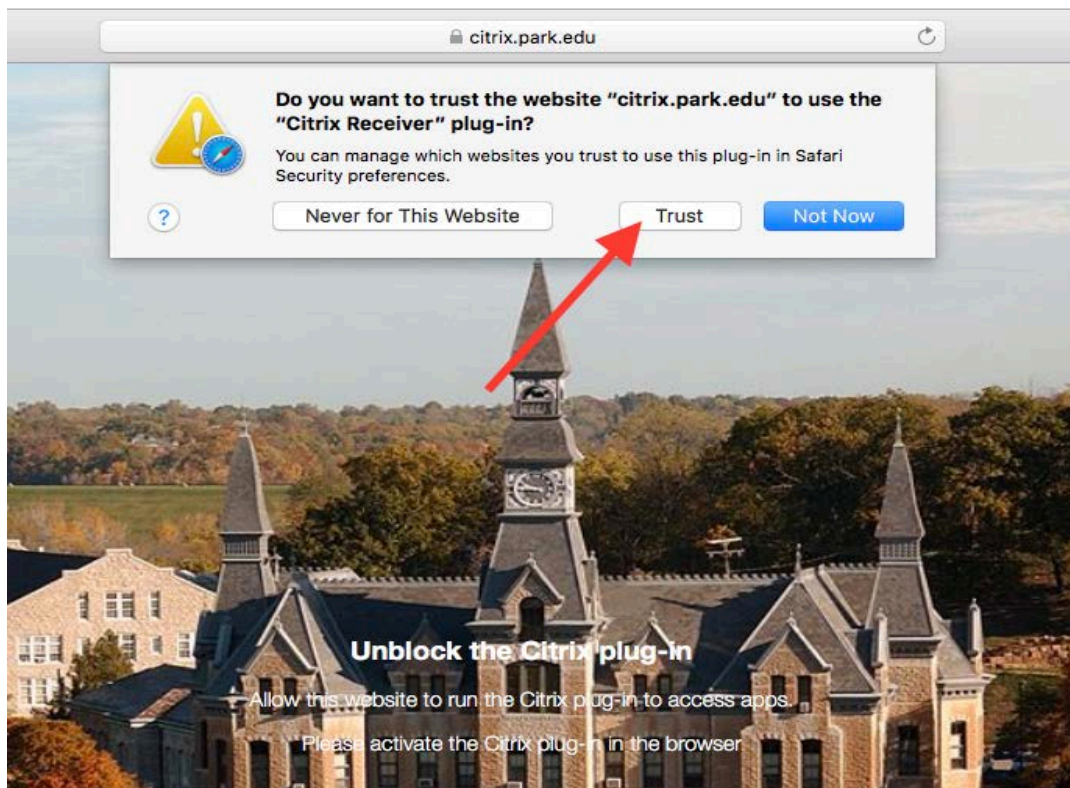 citrix.park.edu
Do you want to trust the website “citrix.park.edu” to use the
“Citrix Receiver” plug-in?
You can manage which websites you trust to use this plug-in in Safari
Security preferences.
?
Never for This Website
Trust
Not Now
Unblock the Citrix plug-in
Allow this website to run the Citrix plug-in to access apps.
Please activate the Citrix plug-in in the browser